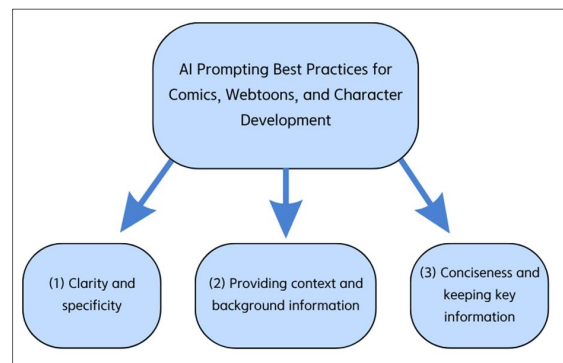 AI Prompting Best Practices for
Comics, Webtoons, and Character
Development
(1) Clarity and
specificity
(2) Providing context and
background information
(3) Conciseness and
keeping key
information